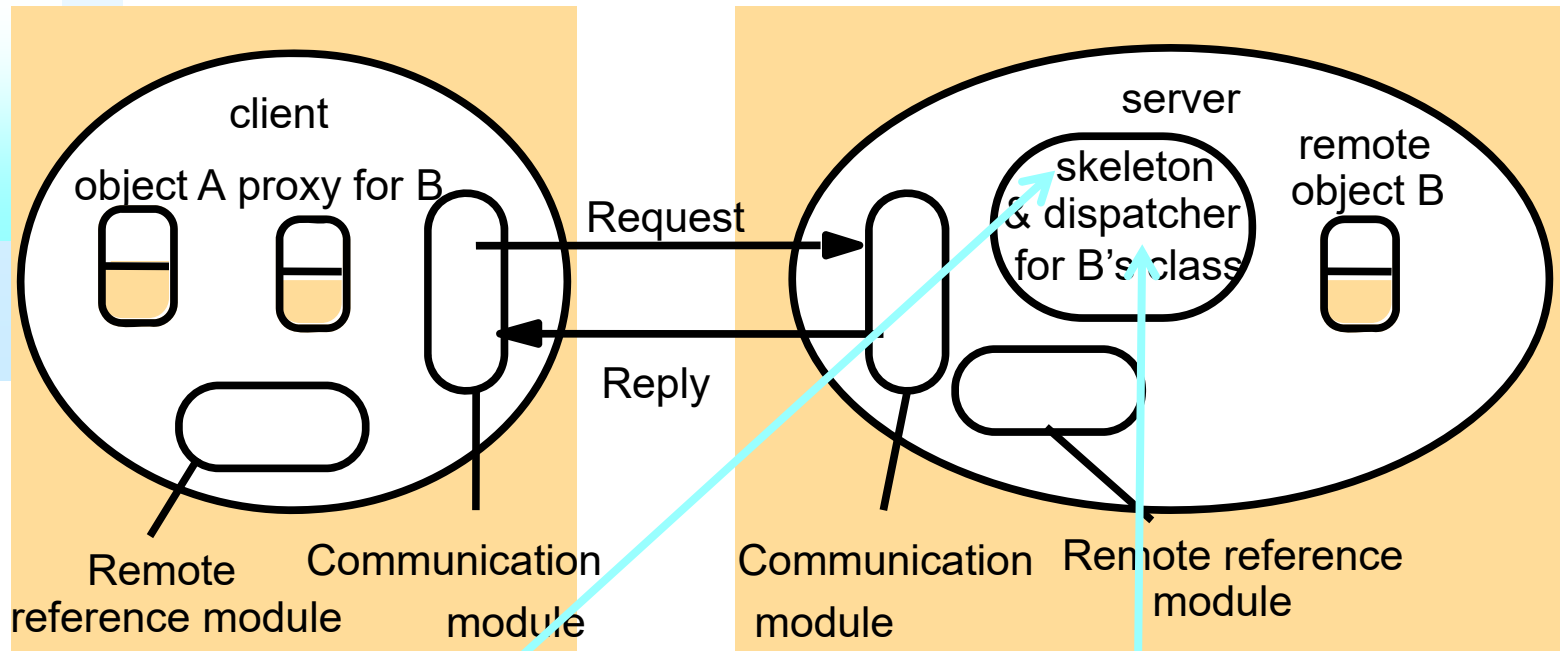 client
object A proxy for B
Request
Reply
Remote
reference module
Communication
module
server
skeleton
& dispatcher
for B's class
remote
object B
Communication
module
Remote reference
module